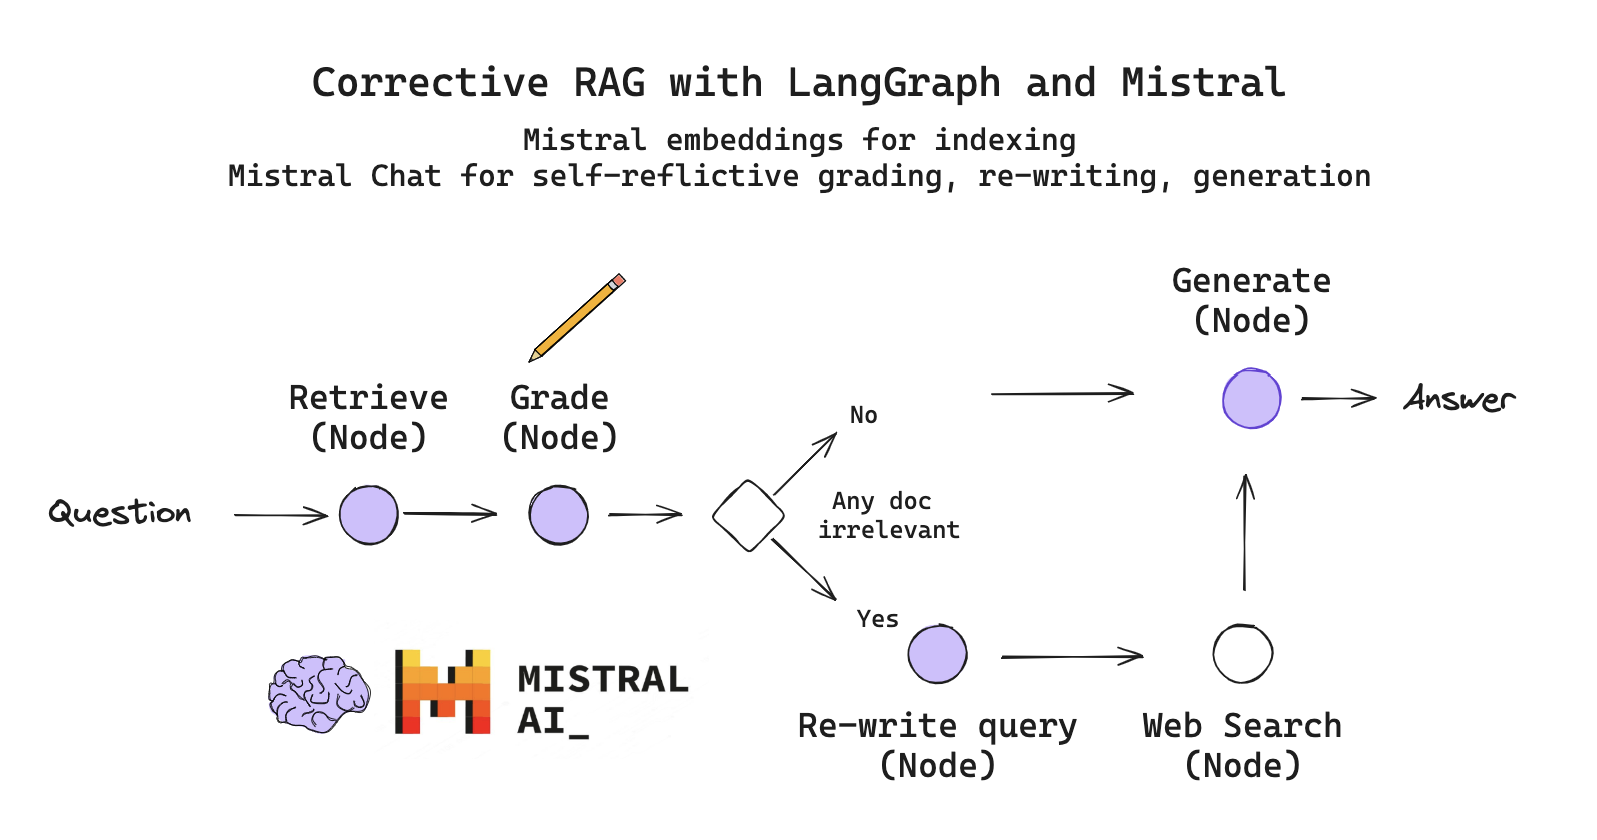 Corrective RAG with LangGraph and Mistral
Mistral embeddings for indexing
Mistral Chat for self-reflictive grading, re-writing, generation
Generate
(Node)
Retrieve
(Node)
Grade
(Node)
No
Answer
Any doc
irrelevant
Question
Yes
MISTRAL
AI_
Re-write query
(Node)
Web Search
(Node)